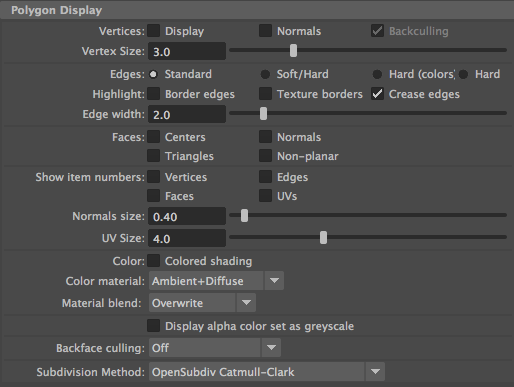 Polygon Display
Vertices: Display Normals Backculling
Vertex Size: 3.0
Edges: Standard Soft/Hard Hard (colors) Hard
Highlight: Border edges Texture borders Crease edges
Edge width: 2.0
Faces: Centers Normals
Triangles Non-planar
Show item numbers: Vertices Edges
Faces UVs
Normals size: 0.40
UV Size: 4.0
Color: Colored shading
Color material: Ambient+Diffuse
Material blend: Overwrite
Display alpha color set as greyscale
Backface culling: Off
Subdivision Method: OpenSubdiv Catmull-Clark